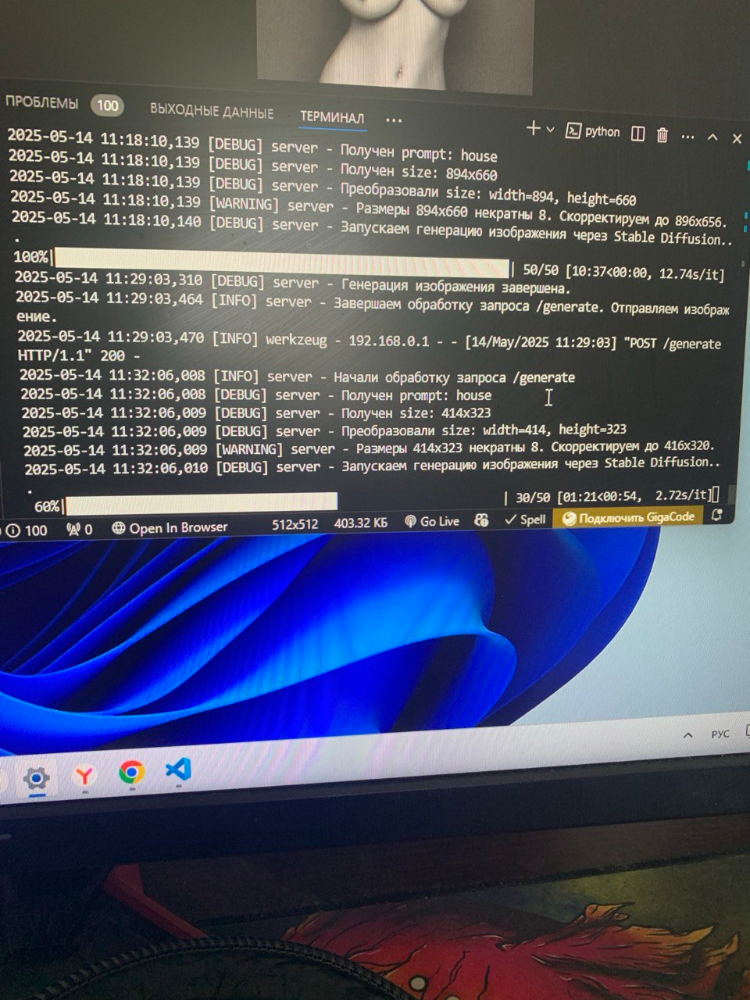 ПРОБЛЕМЫ 100 ВЫХОДНЫЕ ДАННЫЕ ТЕРМИНАЛ ... python ...
2025-05-14 11:18:10,139 [DEBUG] server - Получен prompt: house
2025-05-14 11:18:10,139 [DEBUG] server - Получен size: 894x660
2025-05-14 11:18:10,139 [DEBUG] server - Преобразовали size: width=894, height=660
2025-05-14 11:18:10,139 [WARNING] server - Размеры 894x660 некратны 8. Скорректируем до 896x656.
2025-05-14 11:18:10,140 [DEBUG] server - Запускаем генерацию изображения через Stable Diffusion..
.
100%| | 50/50 [10:37<00:00, 12.74s/it]
2025-05-14 11:29:03,310 [DEBUG] server - Генерация изображения завершена.
2025-05-14 11:29:03,464 [INFO] server - Завершаем обработку запроса /generate. Отправляем изображ
ение.
2025-05-14 11:29:03,470 [INFO] werkzeug - 192.168.0.1 - - [14/May/2025 11:29:03] "POST /generate
HTTP/1.1" 200 -
2025-05-14 11:32:06,008 [INFO] server - Начали обработку запроса /generate
2025-05-14 11:32:06,008 [DEBUG] server - Получен prompt: house
2025-05-14 11:32:06,009 [DEBUG] server - Получен size: 414x323
2025-05-14 11:32:06,009 [DEBUG] server - Преобразовали size: width=414, height=323
2025-05-14 11:32:06,009 [WARNING] server - Размеры 414x323 некратны 8. Скорректируем до 416x320.
2025-05-14 11:32:06,010 [DEBUG] server - Запускаем генерацию изображения через Stable Diffusion..
.
60%| | 30/50 [01:21<00:54, 2.72s/it]
100 0 Open In Browser 512x512 403.32 КБ Go Live Spell Подключить GigaCode
РУС